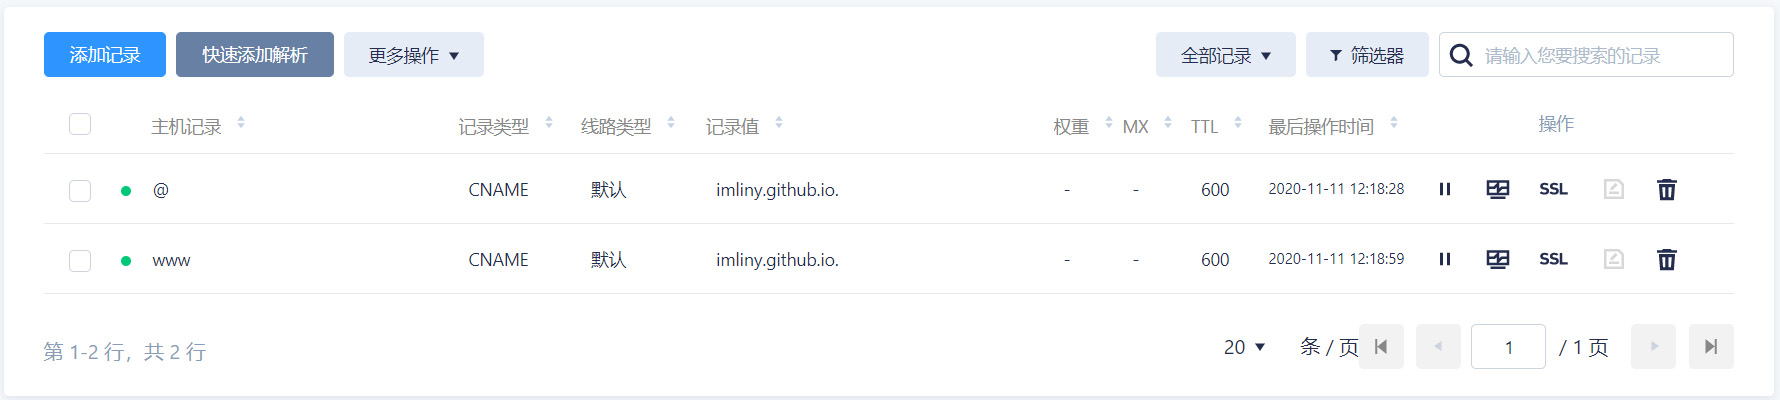 添加记录 快速添加解析 更多操作 全部记录 筛选器 请输入您要搜索的记录
主机记录 记录类型 线路类型 记录值 权重 MX TTL 最后操作时间 操作
@ CNAME 默认 imliny.github.io. - - 600 2020-11-11 12:18:28 SSL
www CNAME 默认 imliny.github.io. - - 600 2020-11-11 12:18:59 SSL
第 1-2 行，共 2 行 20 条 / 页 1 / 1 页